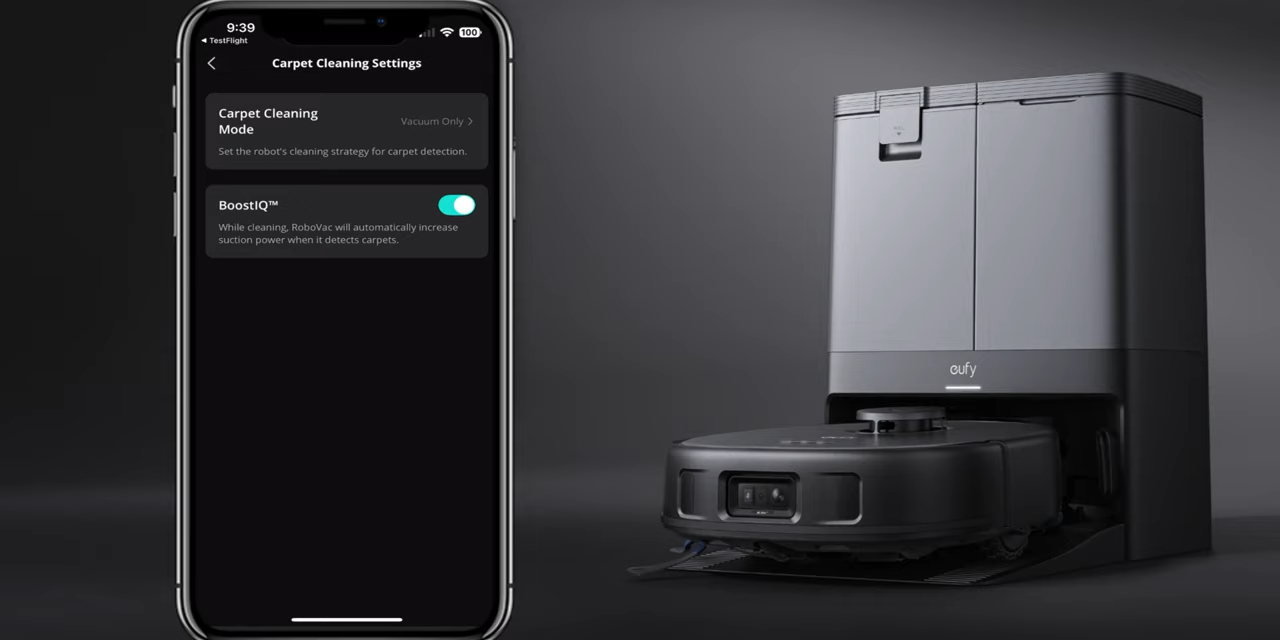 9:39
100
TestFlight
Carpet Cleaning Settings
Carpet Cleaning
Mode
Vacuum Only
Set the robot's cleaning strategy for carpet detection.
BoostIQ™
While cleaning, RoboVac will automatically increase
suction power when it detects carpets.
eufy